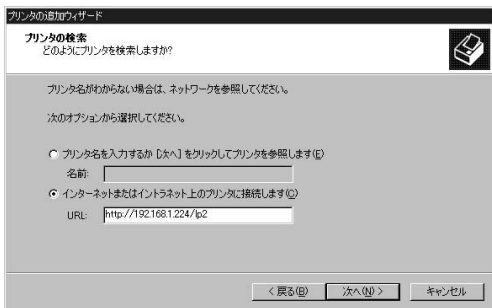 プリンタの追加ウィザード
プリンタの検索
どのようにプリンタを検索しますか?
プリンタ名がわからない場合は、ネットワークを参照してください。
次のオプションから選択してください。
プリンタ名を入力するか [次へ] をクリックしてプリンタを参照します(E)
名前:
インターネットまたはイントラネット上のプリンタに接続します(C)
URL: http://192.168.1.224/lp2
< 戻る(B) 次へ(N) > キャンセル